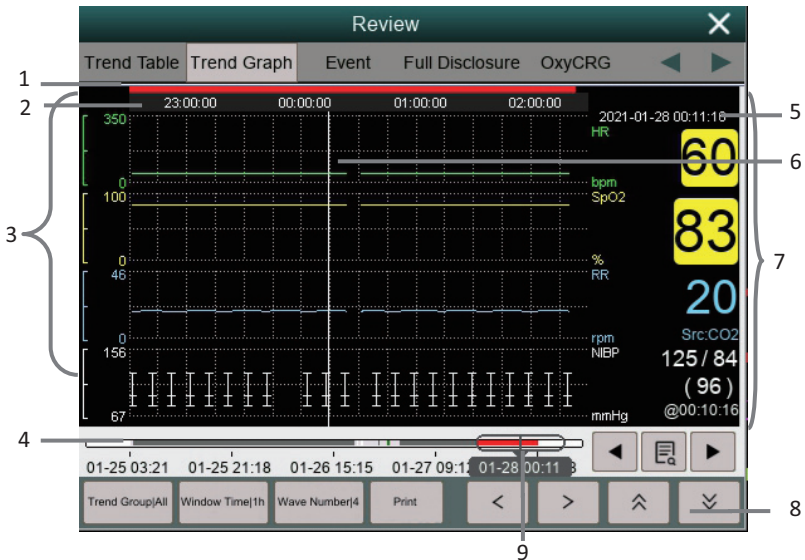 Review
Trend Table Trend Graph Event Full Disclosure OxyCRG
1
2
23:00:00 00:00:00 01:00:00 02:00:00
2021-01-28 00:11:16
5
350
HR
60
6
0
bpm
100
SpO2
83
3
7
0
%
46
RR
20
0
rpm
Src:CO2
156
NIBP
125 / 84
( 96 )
67
mmHg
@00:10:16
4
01-25 03:21 01-25 21:18 01-26 15:15 01-27 09:1 01-28 00:11
Trend Group|All Window Time|1h Wave Number|4 Print < >
8
9